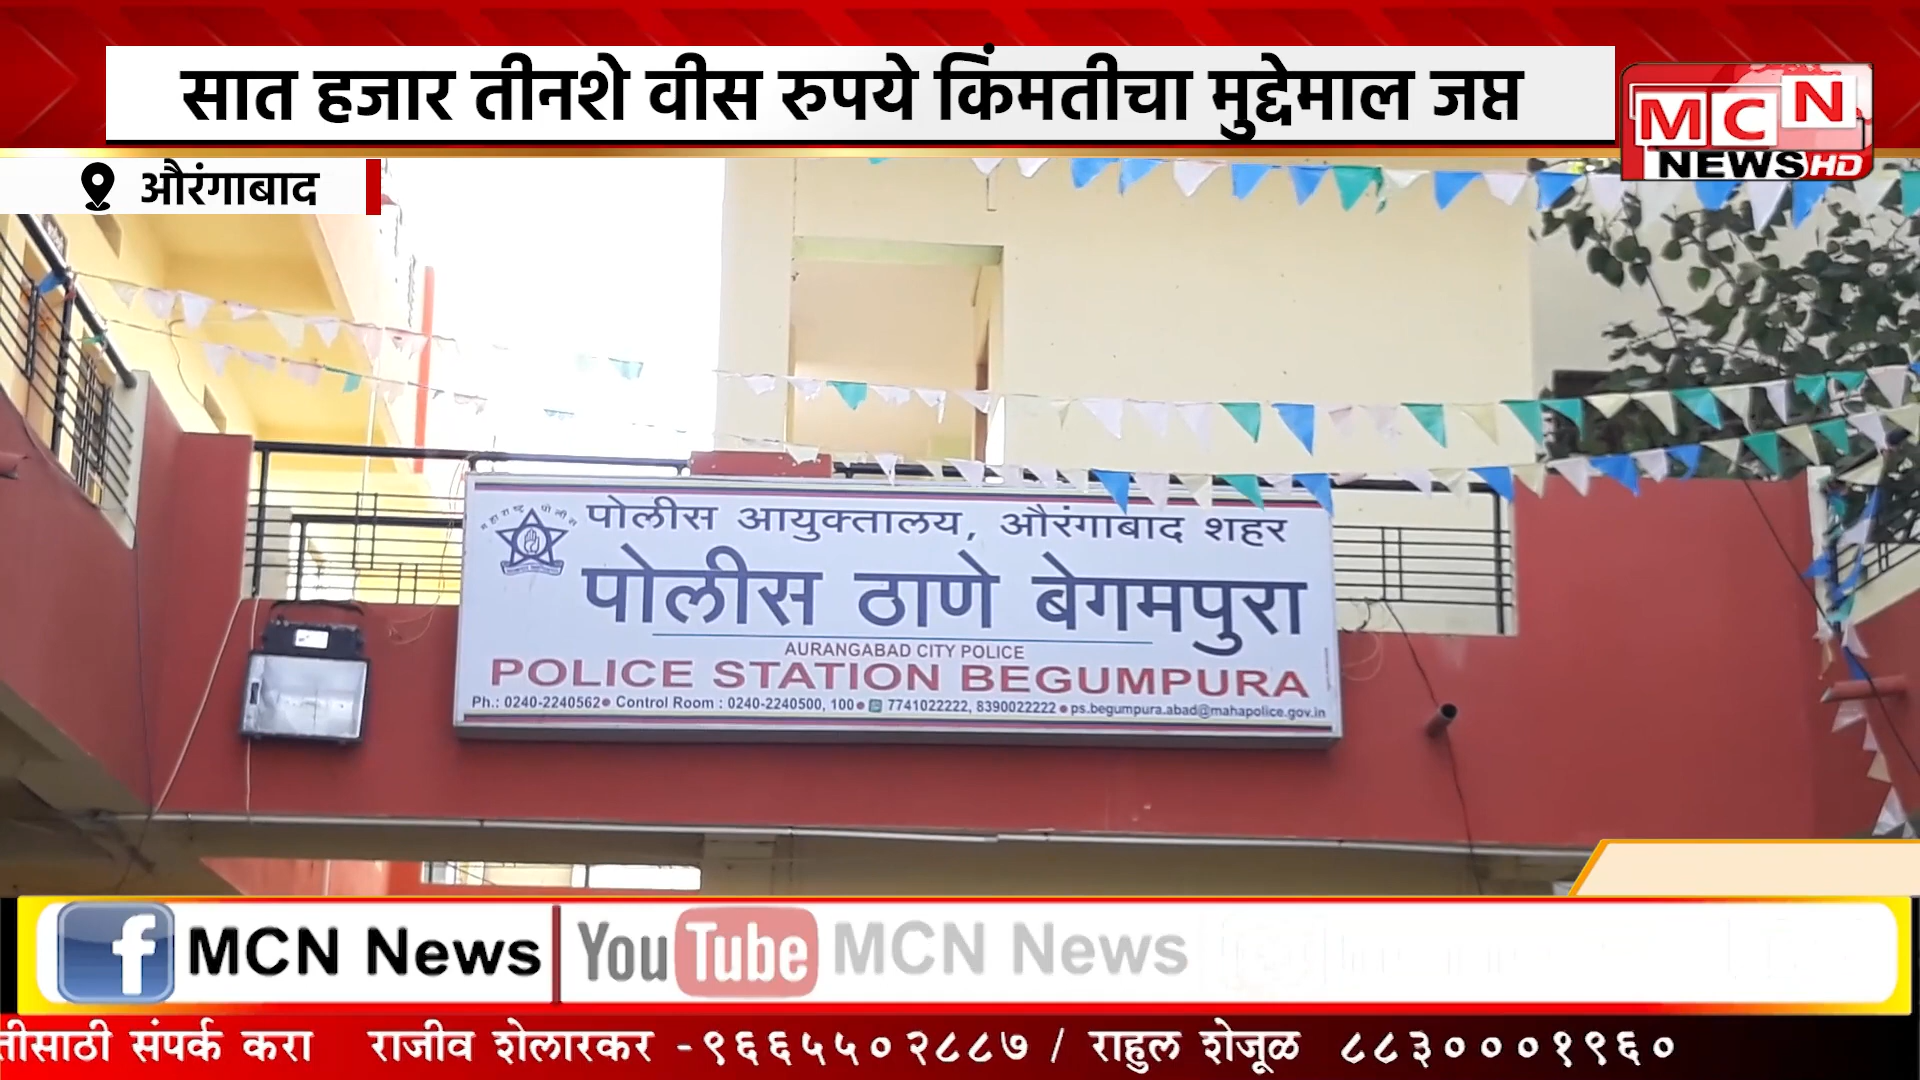 सात हजार तीनशे वीस रुपये किंमतीचा मुद्देमाल जप्त
MCN
NEWS HD
औरंगाबाद
महाराष्ट्र पोलीस
पोलीस आयुक्तालय, औरंगाबाद शहर
पोलीस ठाणे बेगमपुरा
AURANGABAD CITY POLICE
POLICE STATION BEGUMPURA
Ph.: 0240-2240562 Control Room : 0240-2240500, 100 7741022222, 8390022222 ps.begumpura.abad@mahapolice.gov.in
f MCN News YouTube MCN News
तीसाठी संपर्क करा राजीव शेलारकर -९६६५५०२८८७ / राहुल शेजूळ ८८३०००१९६०